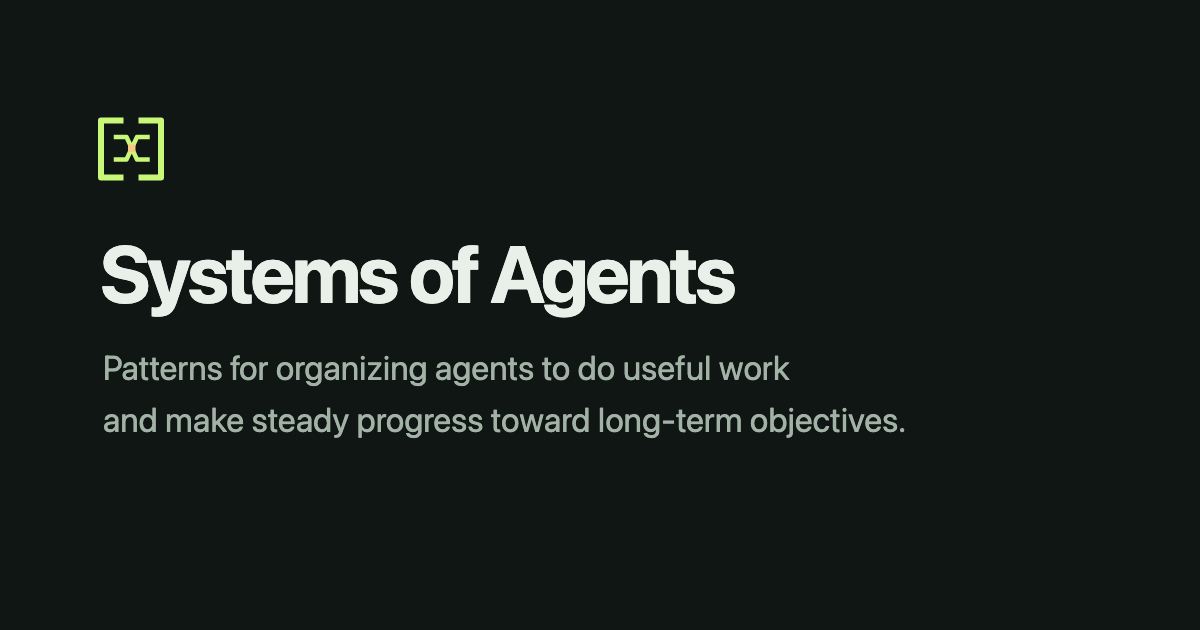 Systems of Agents
Patterns for organizing agents to do useful work
and make steady progress toward long-term objectives.